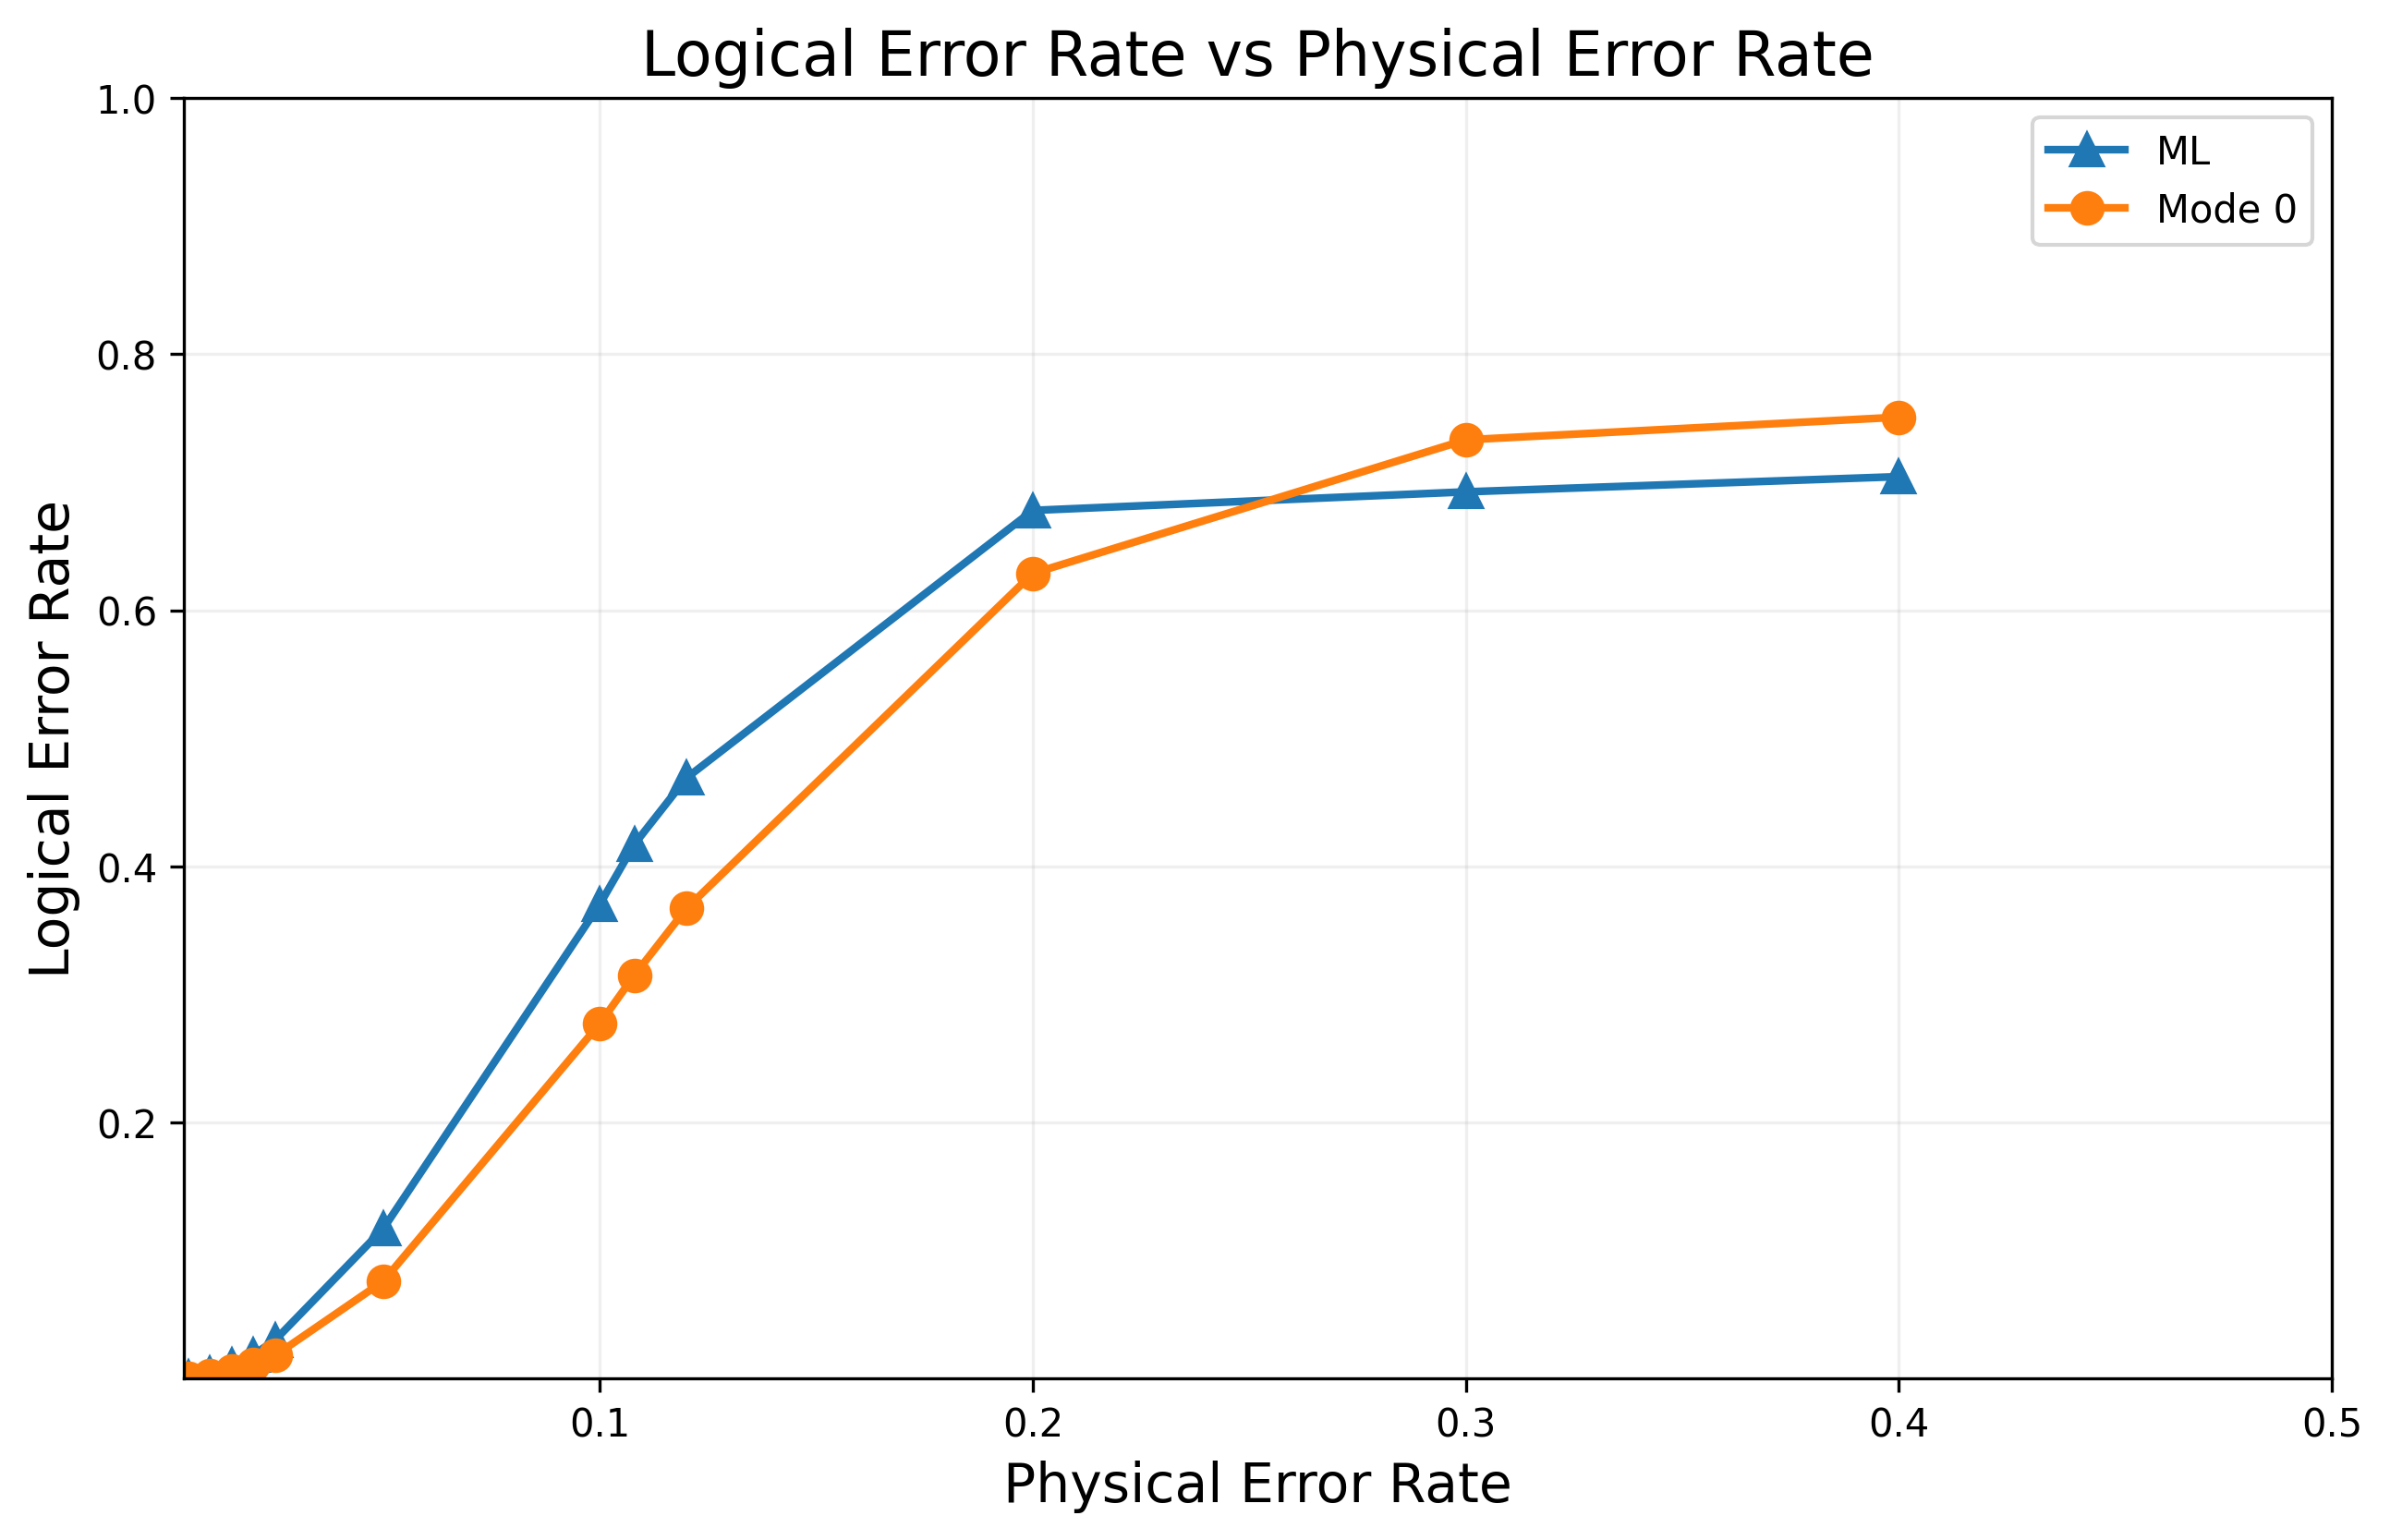 Logical Error Rate vs Physical Error Rate
1.0
0.8
0.6
0.4
0.2
Logical Error Rate
ML
Mode 0
0.1
0.2
0.3
0.4
0.5
Physical Error Rate